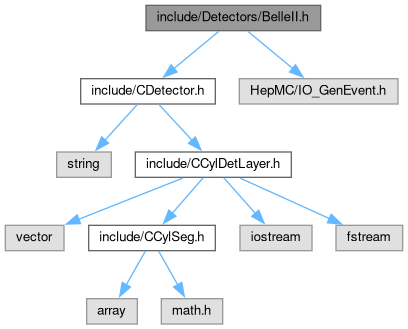 include/Detectors/BelleII.h
include/CDetector.h
HepMC/IO_GenEvent.h
string
include/CCylDetLayer.h
vector
include/CCylSeg.h
iostream
fstream
array
math.h